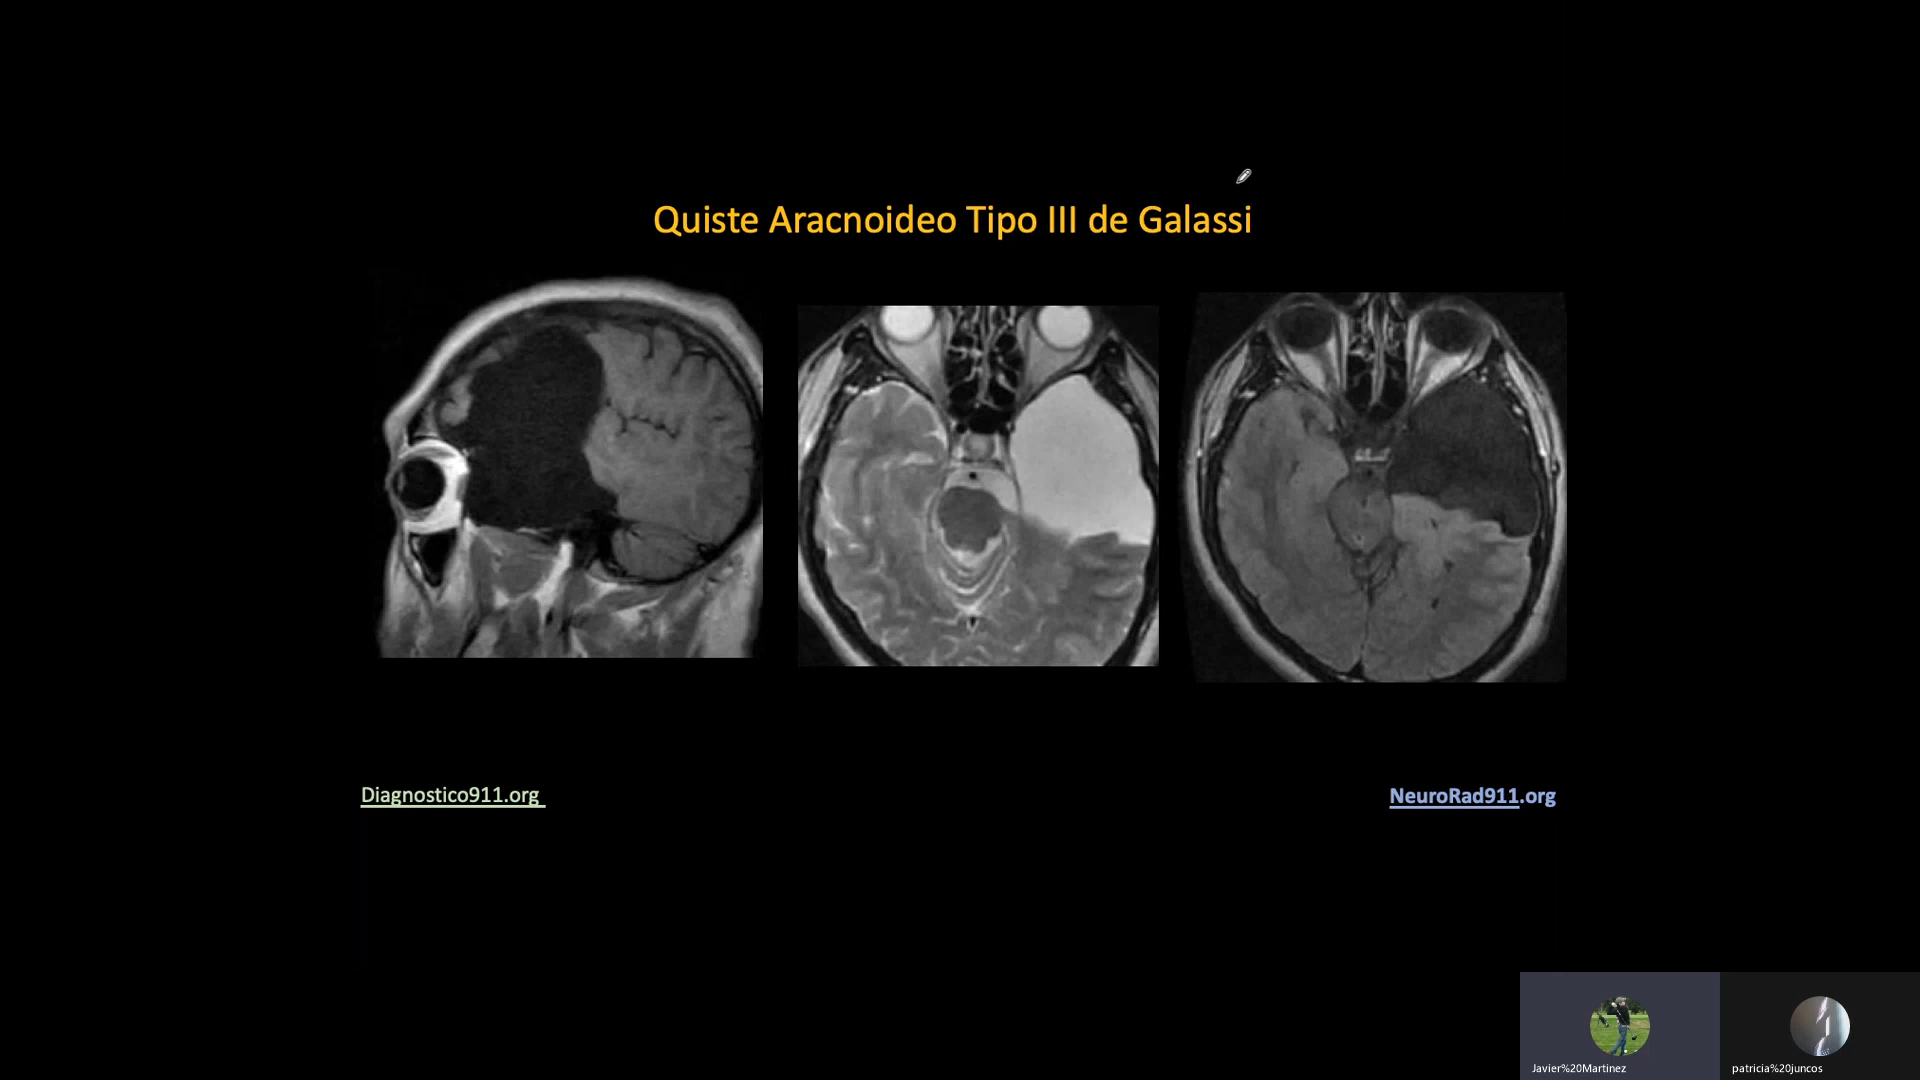 Quiste Aracnoideo Tipo III de Galassi
Diagnostico911.org
NeuroRad911.org
Javier%20Martinez
patricia%20juncos